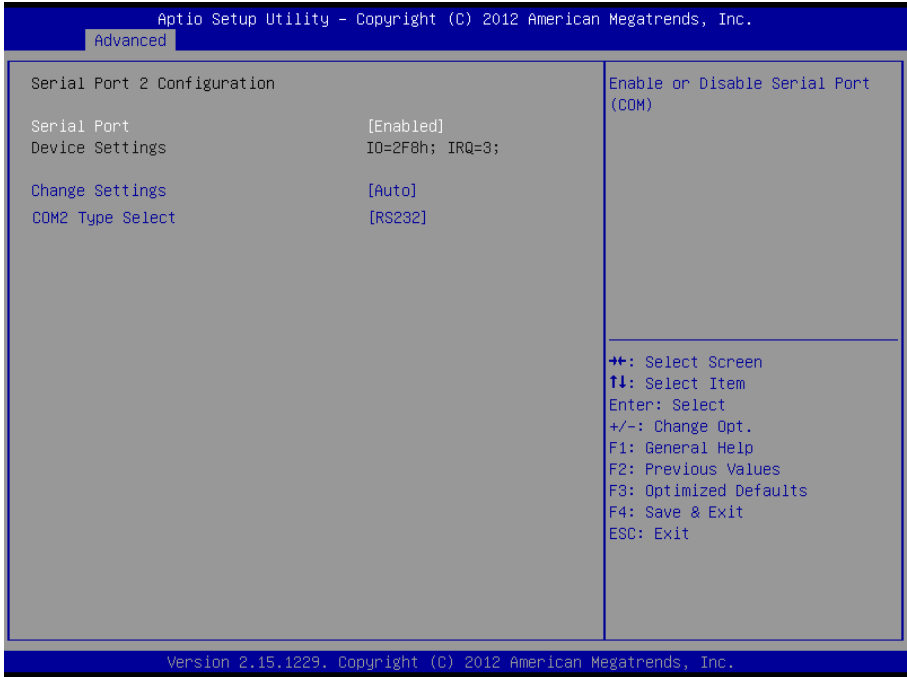 Aptio Setup Utility – Copyright (C) 2012 American Megatrends, Inc.
Advanced
Serial Port 2 Configuration
Serial Port [Enabled]
Device Settings IO=2F8h; IRQ=3;
Change Settings [Auto]
COM2 Type Select [RS232]
Enable or Disable Serial Port
(COM)
→←: Select Screen
↑↓: Select Item
Enter: Select
+/-: Change Opt.
F1: General Help
F2: Previous Values
F3: Optimized Defaults
F4: Save & Exit
ESC: Exit
Version 2.15.1229. Copyright (C) 2012 American Megatrends, Inc.